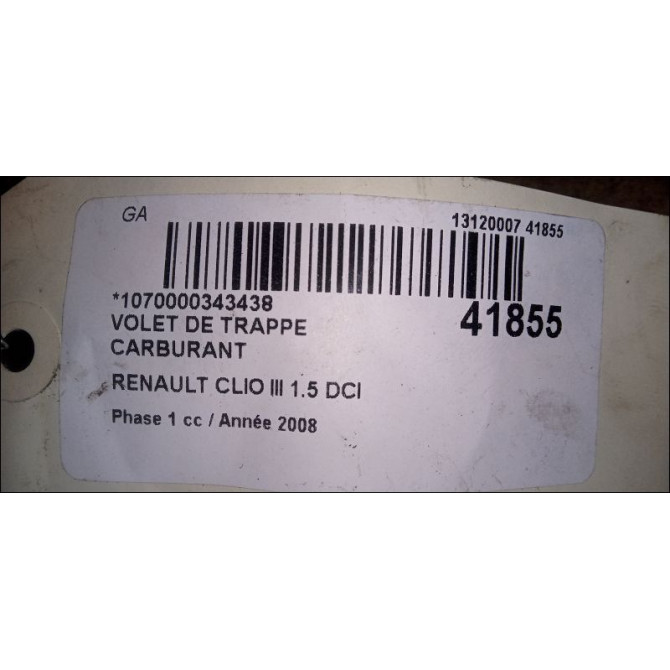 GA
13120007 41855
*1070000343438
41855
VOLET DE TRAPPE
CARBURANT
RENAULT CLIO III 1.5 DCI
Phase 1 cc / Année 2008